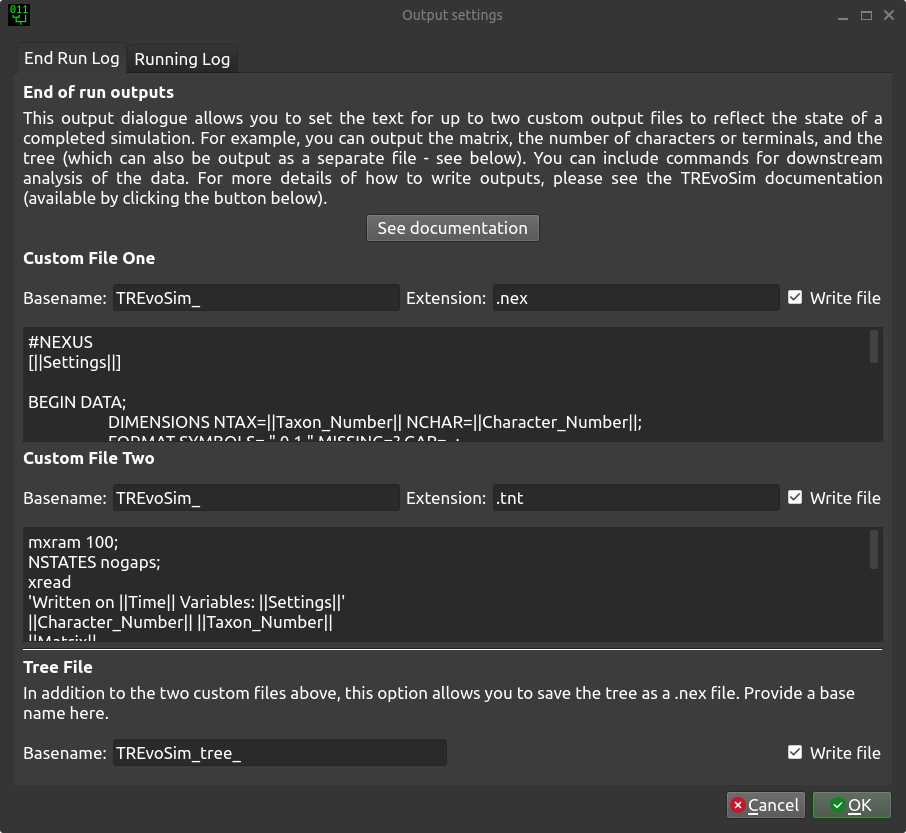 011
Output settings
End Run Log Running Log
End of run outputs
This output dialogue allows you to set the text for up to two custom output files to reflect the state of a
completed simulation. For example, you can output the matrix, the number of characters or terminals, and the
tree (which can also be output as a separate file - see below). You can include commands for downstream
analysis of the data. For more details of how to write outputs, please see the TREvoSim documentation
(available by clicking the button below).
See documentation
Custom File One
Basename: TREvoSim_ Extension: .nex Write file
#NEXUS
[||Settings||]
BEGIN DATA;
DIMENSIONS NTAX=||Taxon_Number|| NCHAR=||Character_Number||;
FORMAT SYMBOLS= " 0 1 " MISSING=? GAP=- ;
Custom File Two
Basename: TREvoSim_ Extension: .tnt Write file
mxram 100;
NSTATES nogaps;
xread
'Written on ||Time|| Variables: ||Settings||'
||Character_Number|| ||Taxon_Number||
||Matrix||
Tree File
In addition to the two custom files above, this option allows you to save the tree as a .nex file. Provide a base
name here.
Basename: TREvoSim_tree_ Write file
Cancel OK